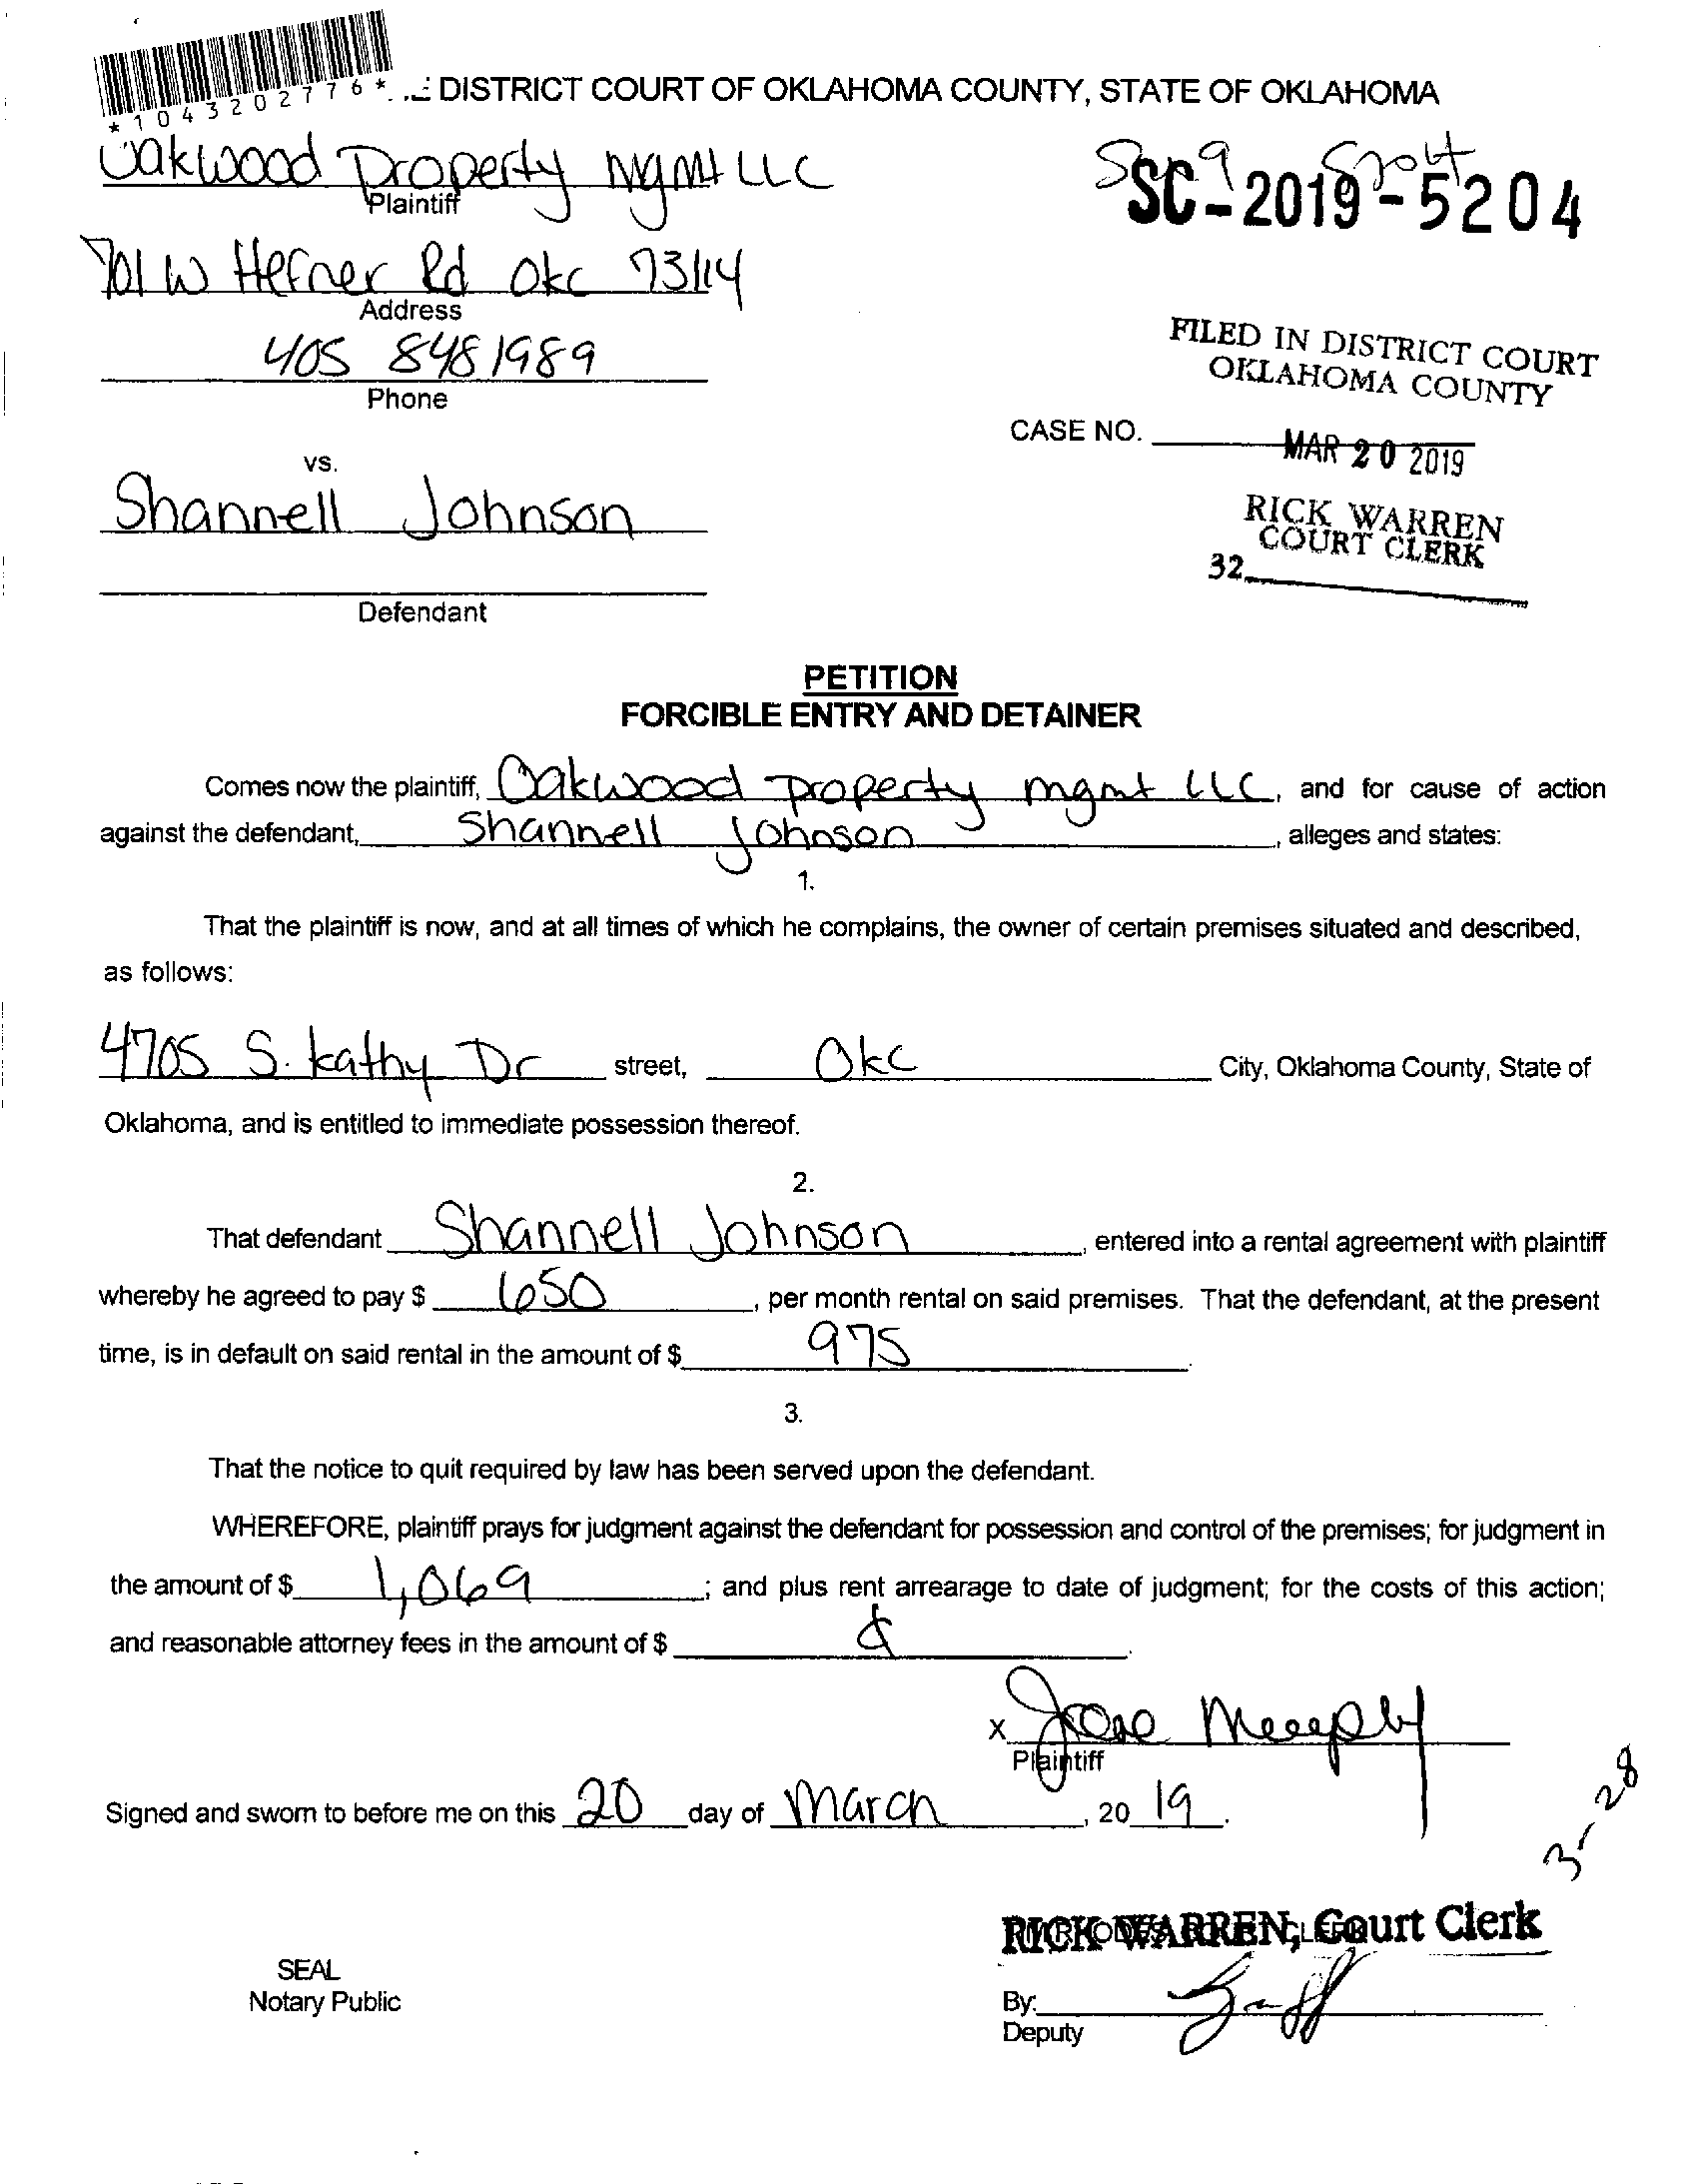 *1043202776*
DISTRICT COURT OF OKLAHOMA COUNTY, STATE OF OKLAHOMA
Oakwood Property Mgmt LLC
Plaintiff
SC-2019-5204
701 W Hefner Rd Okc 73114
Address
405 848 1989
Phone
FILED IN DISTRICT COURT
OKLAHOMA COUNTY
CASE NO.
MAR 20 2019
vs.
RICK WARREN
COURT CLERK
32
Shannell Johnson
Defendant
PETITION
FORCIBLE ENTRY AND DETAINER
Comes now the plaintiff, Oakwood property mgmt LLC, and for cause of action
against the defendant, Shannell Johnson, alleges and states:
1.
That the plaintiff is now, and at all times of which he complains, the owner of certain premises situated and described,
as follows:
4705 S. Kathy Dr street, Okc City, Oklahoma County, State of
Oklahoma, and is entitled to immediate possession thereof.
2.
That defendant Shannell Johnson, entered into a rental agreement with plaintiff
whereby he agreed to pay $ 650, per month rental on said premises. That the defendant, at the present
time, is in default on said rental in the amount of $ 975.
3.
That the notice to quit required by law has been served upon the defendant.
WHEREFORE, plaintiff prays for judgment against the defendant for possession and control of the premises; for judgment in
the amount of $ 1,069; and plus rent arrearage to date of judgment; for the costs of this action;
and reasonable attorney fees in the amount of $
X
Plaintiff
Signed and sworn to before me on this 20 day of March, 20 19.
3-28
RICK WARREN, Court Clerk
SEAL
Notary Public
By:
Deputy